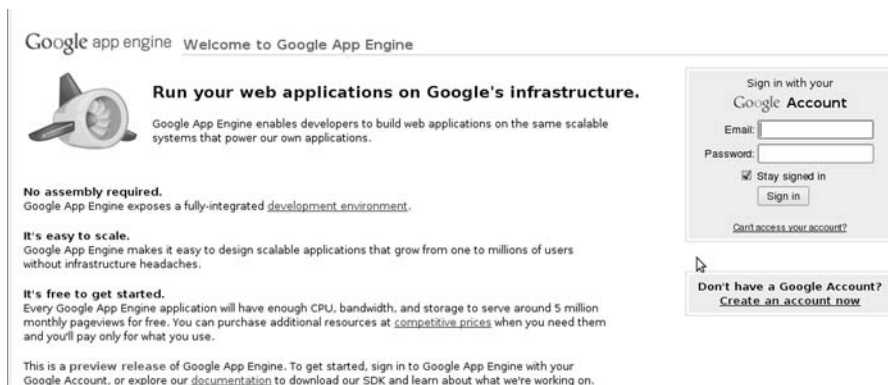 Google app engine Welcome to Google App Engine
Run your web applications on Google's infrastructure.
Google App Engine enables developers to build web applications on the same scalable
systems that power our own applications.
No assembly required.
Google App Engine exposes a fully-integrated development environment.
It's easy to scale.
Google App Engine makes it easy to design scalable applications that grow from one to millions of users
without infrastructure headaches.
It's free to get started.
Every Google App Engine application will have enough CPU, bandwidth, and storage to serve around 5 million
monthly pageviews for free. You can purchase additional resources at competitive prices when you need them
and you'll pay only for what you use.
This is a preview release of Google App Engine. To get started, sign in to Google App Engine with your
Google Account, or explore our documentation to download our SDK and learn about what we're working on.
Sign in with your
Google Account
Email:
Password:
Stay signed in
Sign in
Can't access your account?
Don't have a Google Account?
Create an account now